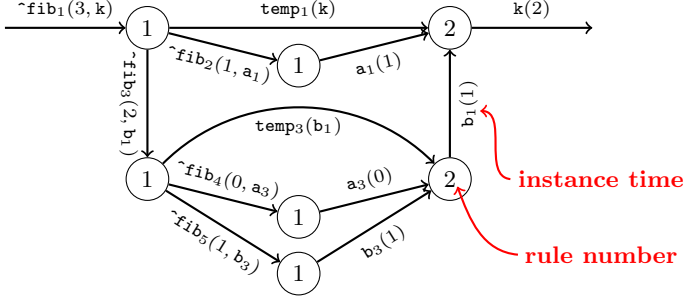 ^fib₁(3,k)
temp₁(k)
k(2)
1
2
^fib₂(1,a₁)
a₁(1)
1
^fib₃(2,b₁)
b₁(1)
temp₃(b₁)
1
2
instance time
^fib₄(0,a₃)
a₃(0)
1
^fib₅(1,b₃)
b₃(1)
rule number
1